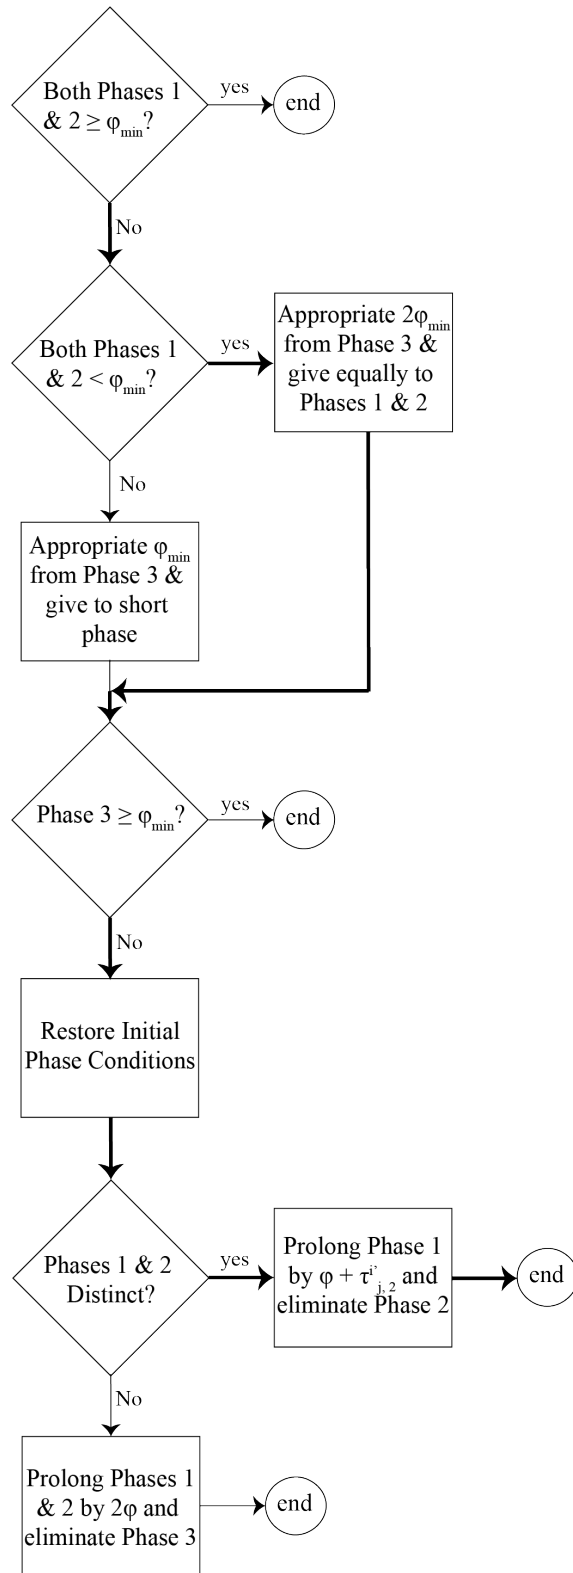 Both Phases 1
& 2 ≥ φmin?
yes
end
No
Both Phases 1
& 2 < φmin?
yes
Appropriate 2φmin
from Phase 3 &
give equally to
Phases 1 & 2
No
Appropriate φmin
from Phase 3 &
give to short
phase
Phase 3 ≥ φmin?
yes
end
No
Restore Initial
Phase Conditions
Phases 1 & 2
Distinct?
yes
Prolong Phase 1
by φ + τ^i'_j, 2 and
eliminate Phase 2
end
No
Prolong Phases 1
& 2 by 2φ and
eliminate Phase 3
end